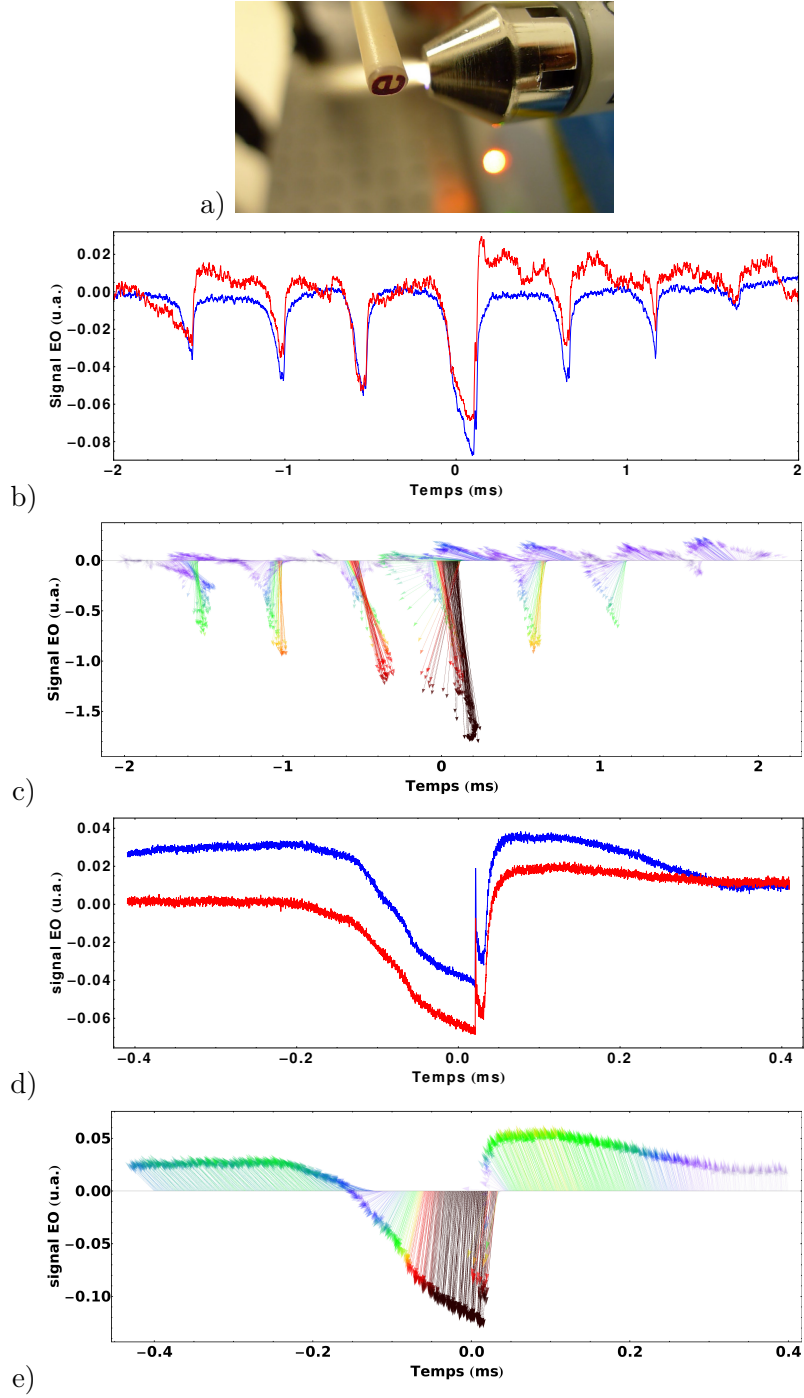 e
a)
0.02
0.00
−0.02
−0.04
−0.06
−0.08
Signal EO (u.a.)
−2 −1 0 1 2
Temps (ms)
b)
0.0
−0.5
−1.0
−1.5
Signal EO (u.a.)
−2 −1 0 1 2
Temps (ms)
c)
0.04
0.02
0.00
−0.02
−0.04
−0.06
signal EO (u.a.)
−0.4 −0.2 0.0 0.2 0.4
Temps (ms)
d)
0.05
0.00
−0.05
−0.10
signal EO (u.a.)
−0.4 −0.2 0.0 0.2 0.4
Temps (ms)
e)